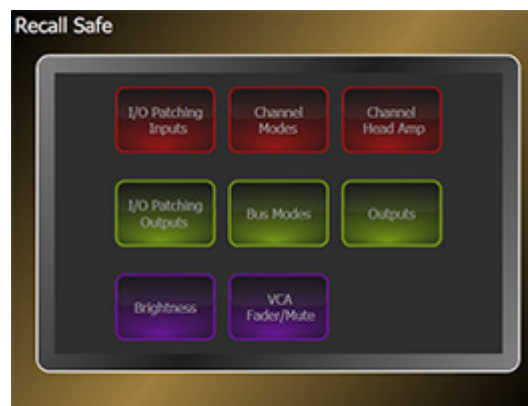 Recall Safe
I/O Patching
Inputs
Channel
Modes
Channel
Head Amp
I/O Patching
Outputs
Bus Modes
Outputs
Brightness
VCA
Fader/Mute